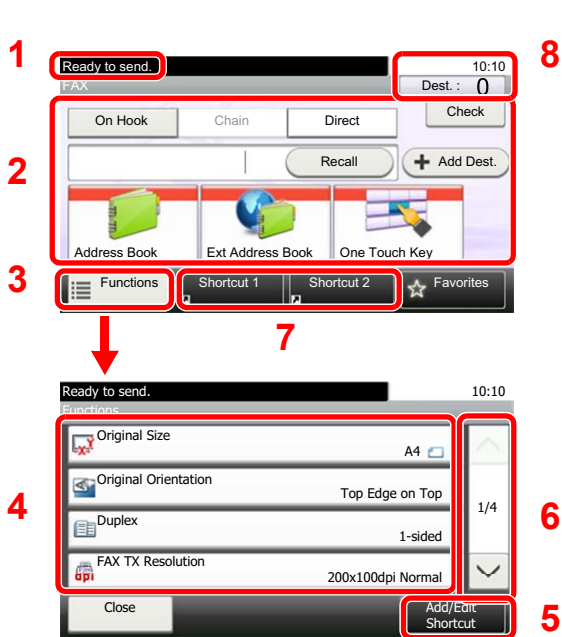 1
Ready to send.
10:10
8
FAX
Dest. : 0
On Hook
Chain
Direct
Check
2
Recall
Add Dest.
Address Book
Ext Address Book
One Touch Key
3
Functions
Shortcut 1
Shortcut 2
Favorites
7
Ready to send.
10:10
Functions
Original Size
A4
4
Original Orientation
Top Edge on Top
1/4
6
Duplex
1-sided
FAX TX Resolution
200x100dpi Normal
dpi
Close
Add/Edit
Shortcut
5